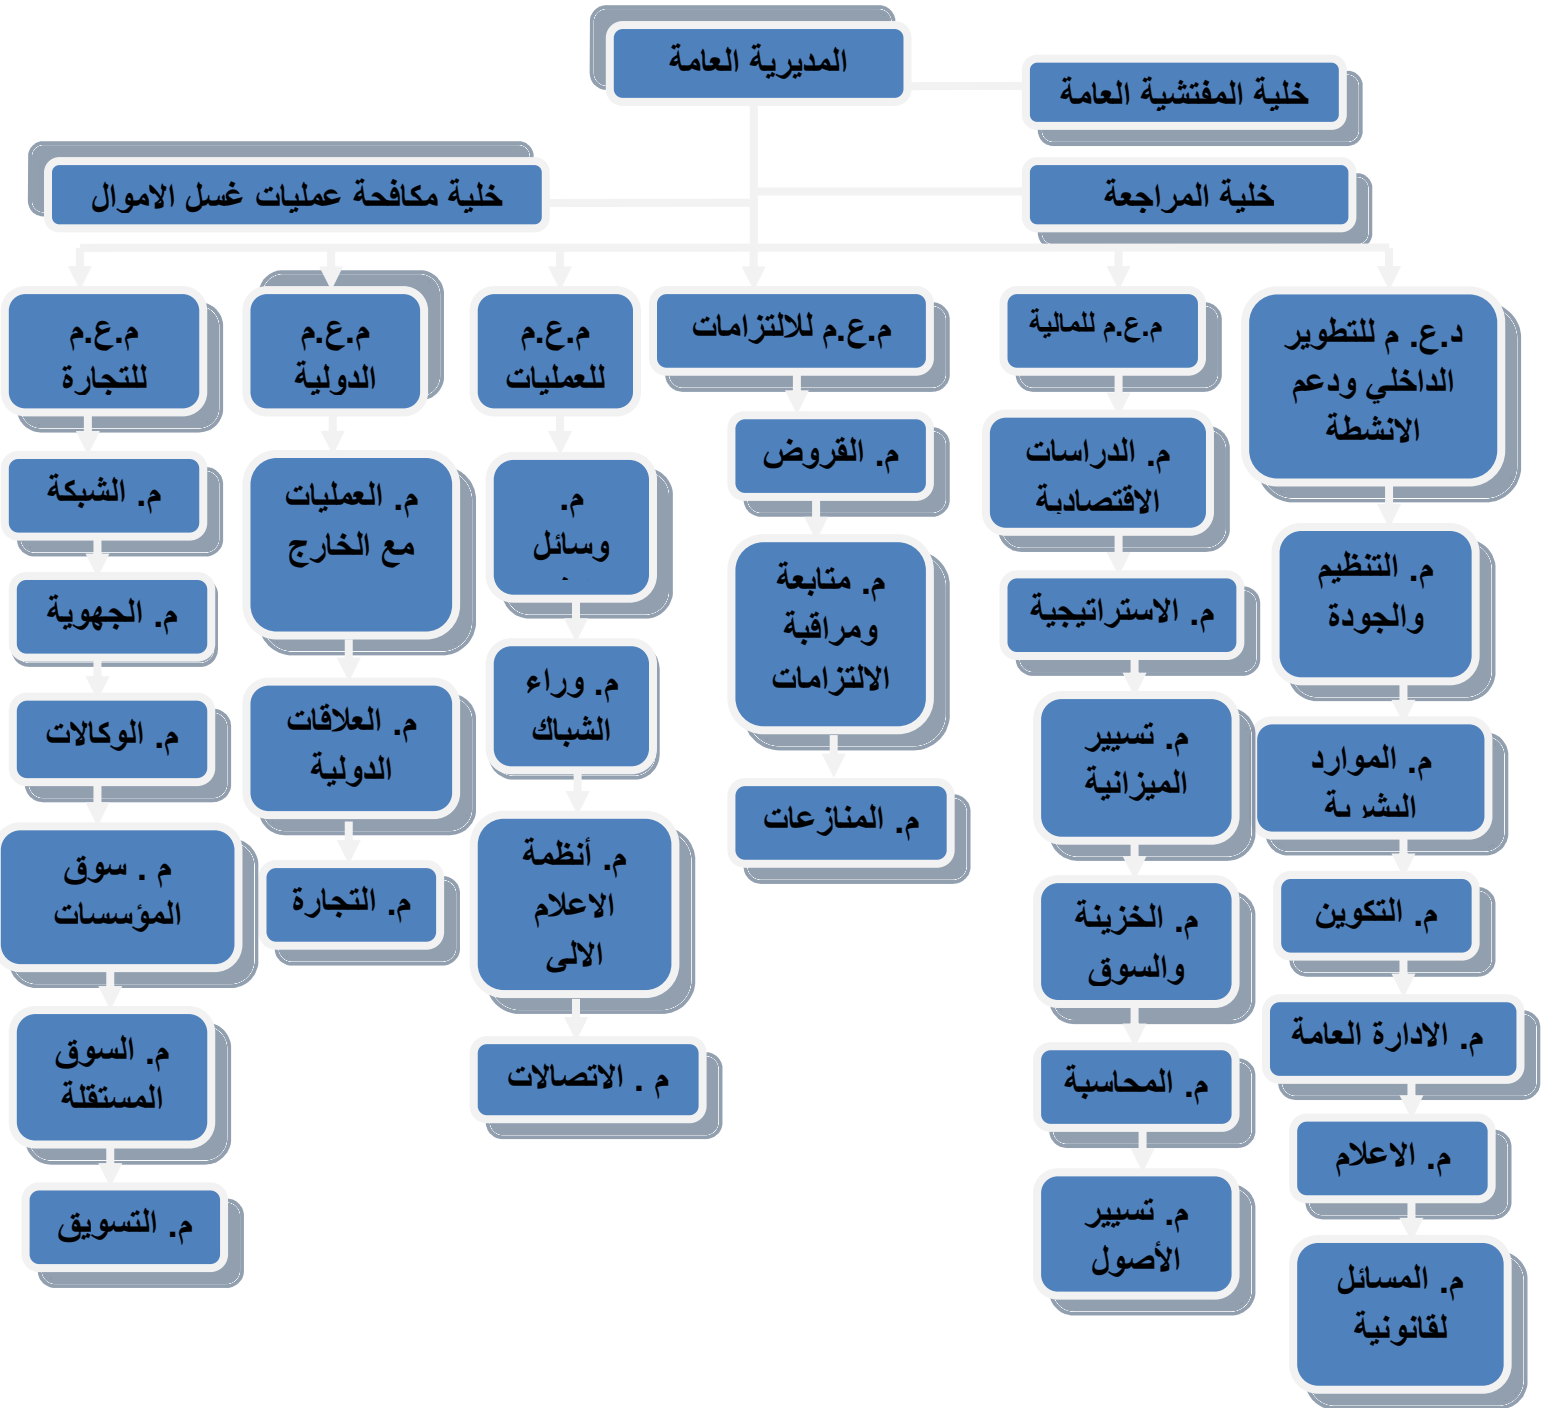 المديرية العامة
خلية المفتشية العامة
خلية المراجعة
خلية مكافحة عمليات غسل الاموال
د.ع. م للتطوير
الداخلي ودعم
الانشطة
م. التنظيم
والجودة
م. الموارد
البشرية
م. التكوين
م. الادارة العامة
م. الاعلام
م. المسائل
لقانونية
م.ع.م للمالية
م. الدراسات
الاقتصادية
م. الاستراتيجية
م. تسيير
الميزانية
م. الخزينة
والسوق
م. المحاسبة
م. تسيير
الأصول
م.ع.م للالتزامات
م. القروض
م. متابعة
ومراقبة
الالتزامات
م. المنازعات
م.ع.م
للعمليات
م.
وسائل
م. وراء
الشباك
م. أنظمة
الاعلام
الالى
م . الاتصالات
م.ع.م
الدولية
م. العمليات
مع الخارج
م. العلاقات
الدولية
م. التجارة
م.ع.م
للتجارة
م. الشبكة
م. الجهوية
م. الوكالات
م . سوق
المؤسسات
م. السوق
المستقلة
م. التسويق